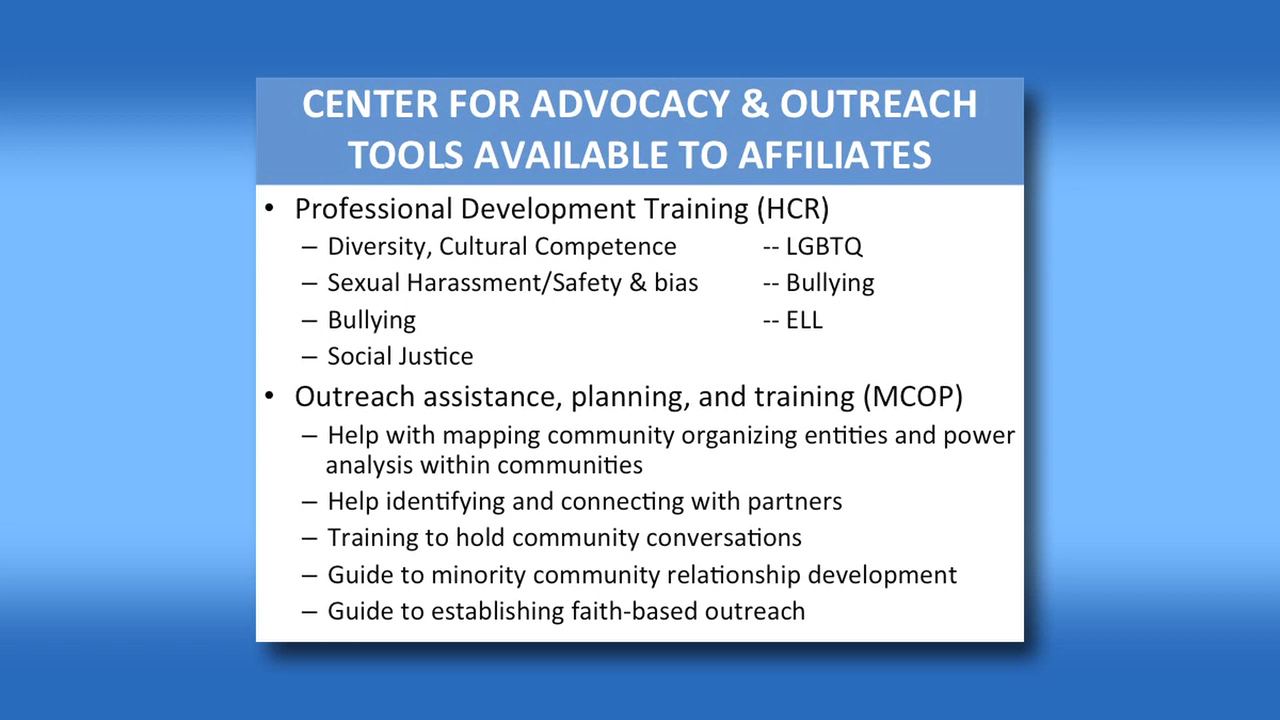 CENTER FOR ADVOCACY & OUTREACH
TOOLS AVAILABLE TO AFFILIATES
• Professional Development Training (HCR)
– Diversity, Cultural Competence -- LGBTQ
– Sexual Harassment/Safety & bias -- Bullying
– Bullying -- ELL
– Social Justice
• Outreach assistance, planning, and training (MCOP)
– Help with mapping community organizing entities and power
analysis within communities
– Help identifying and connecting with partners
– Training to hold community conversations
– Guide to minority community relationship development
– Guide to establishing faith-based outreach